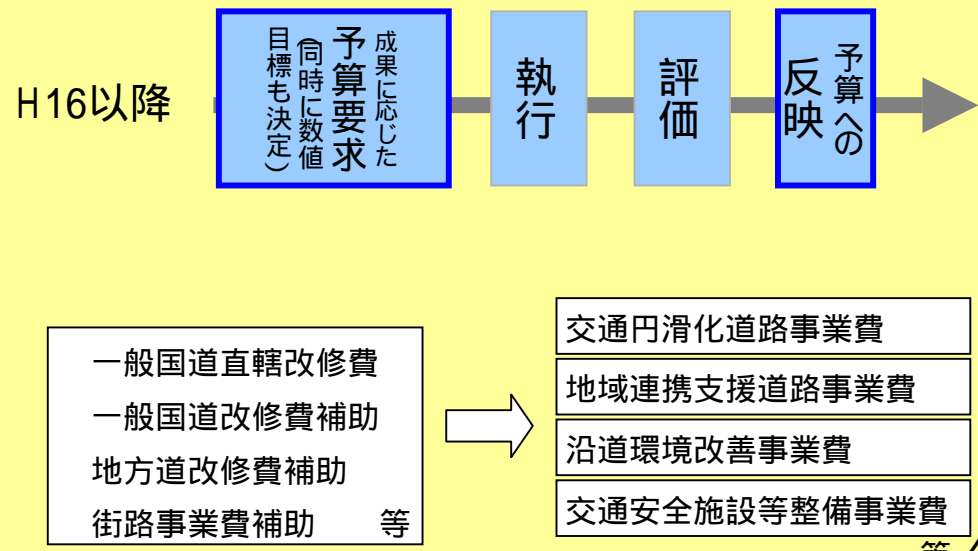 H16以降
成果に応じた
予算要求
(同時に数値
目標も決定)
執行
評価
予算への
反映
一般国道直轄改修費
一般国道改修費補助
地方道改修費補助
街路事業費補助 等
交通円滑化道路事業費
地域連携支援道路事業費
沿道環境改善事業費
交通安全施設等整備事業費